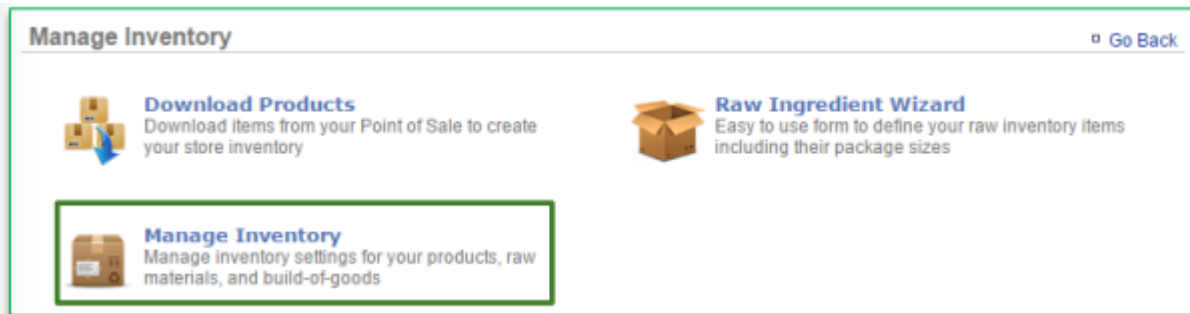 Manage Inventory
Go Back
Download Products
Download items from your Point of Sale to create
your store inventory
Raw Ingredient Wizard
Easy to use form to define your raw inventory items
including their package sizes
Manage Inventory
Manage inventory settings for your products, raw
materials, and build-of-goods